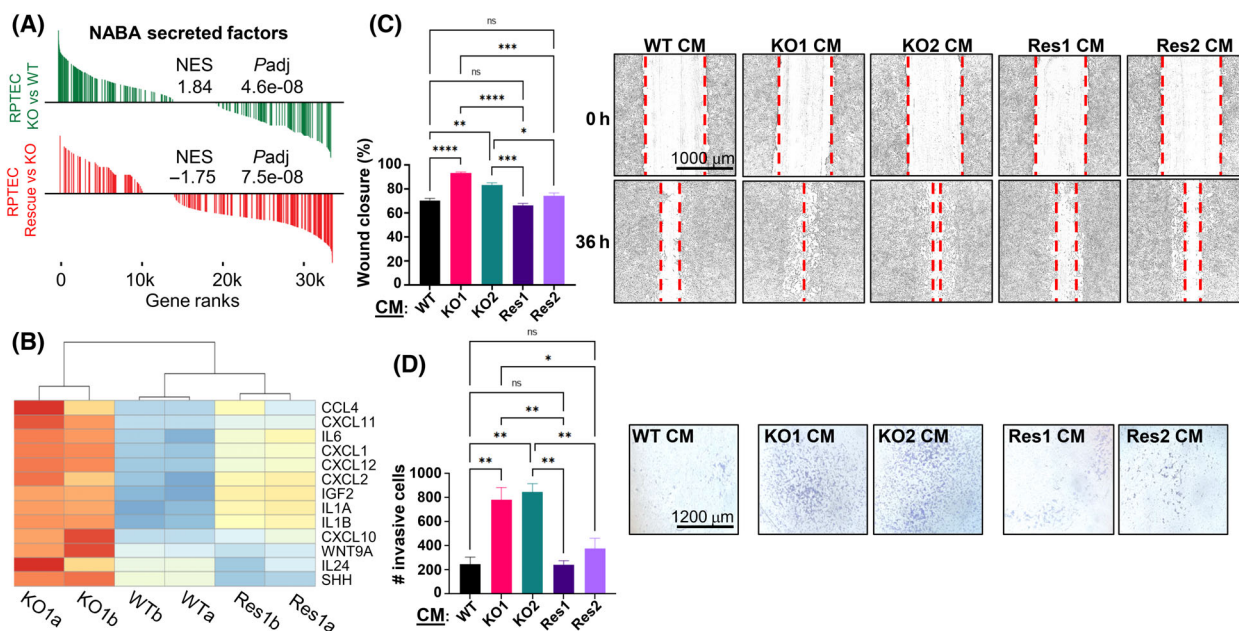 (A)
NABA secreted factors
RPTEC
KO vs WT
NES Padj
1.84 4.6e-08
RPTEC
Rescue vs KO
NES Padj
−1.75 7.5e-08
0 10k 20k 30k
Gene ranks
(B)
CCL4
CXCL11
IL6
CXCL1
CXCL12
CXCL2
IGF2
IL1A
IL1B
CXCL10
WNT9A
IL24
SHH
KO1a KO1b WTb WTa Res1b Res1a
(C)
ns
***
ns
****
**
*
****
***
Wound closure (%)
100
80
60
40
20
0
CM: WT KO1 KO2 Res1 Res2
WT CM KO1 CM KO2 CM Res1 CM Res2 CM
0 h
1000 µm
36 h
(D)
ns
*
ns
**
**
**
**
**
# invasive cells
1000
800
600
400
200
0
CM: WT KO1 KO2 Res1 Res2
WT CM KO1 CM KO2 CM Res1 CM Res2 CM
1200 µm